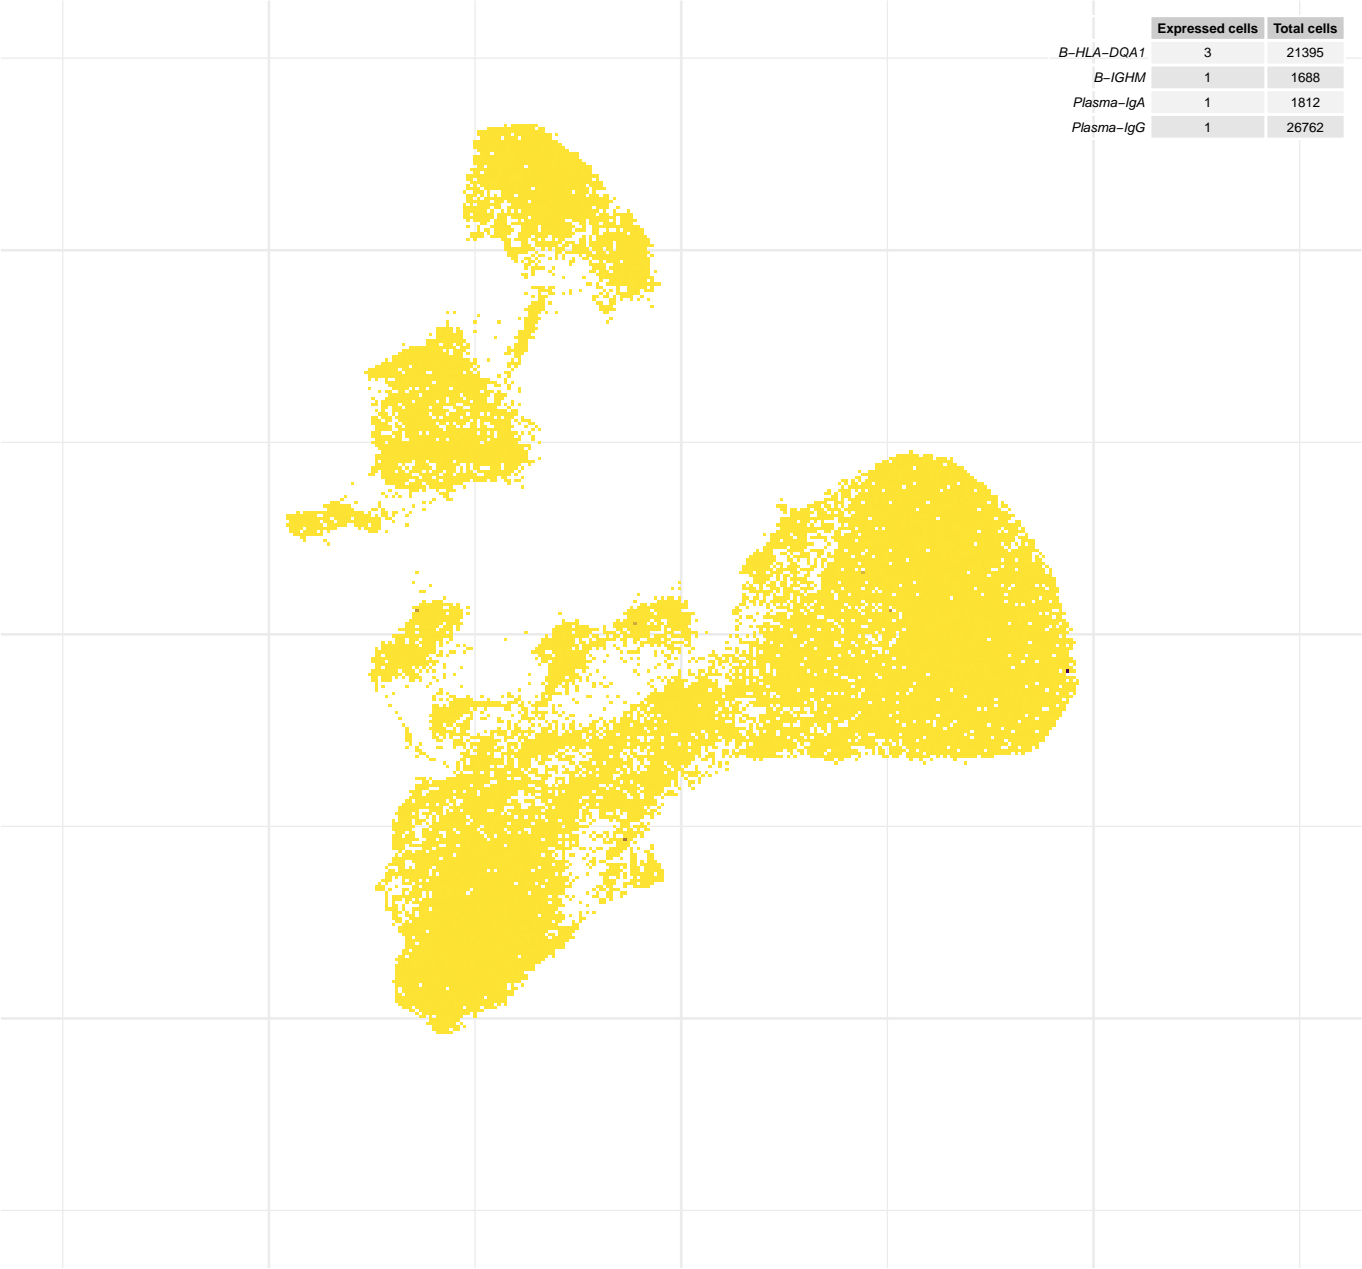 Expressed cells Total cells
B−HLA−DQA1 3 21395
B−IGHM 1 1688
Plasma−IgA 1 1812
Plasma−IgG 1 26762